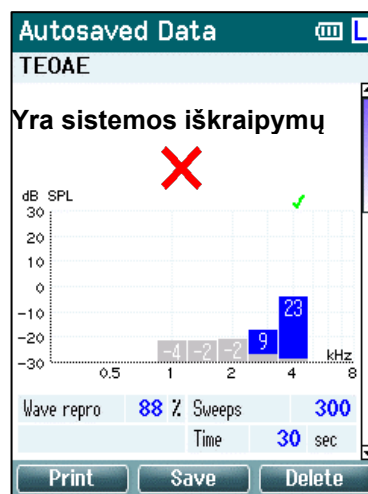 Autosaved Data L
TEOAE
Yra sistemos iškraipymų
dB SPL
30
20
10
0
-10
-20
-30
-4 -2 -2 9 23
kHz
0.5 1 2 4 8
Wave repro 88 % Sweeps 300
Time 30 sec
Print Save Delete